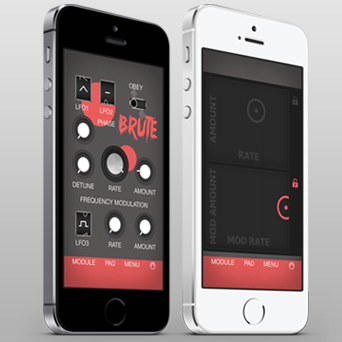 OBEY
LFO1
LFO2
PHASE
BRUTE
DETUNE
RATE
AMOUNT
FREQUENCY MODULATION
LFO3
RATE
AMOUNT
MODULE
PAD
MENU
AMOUNT
RATE
MOD AMOUNT
MOD RATE
MODULE
PAD
MENU